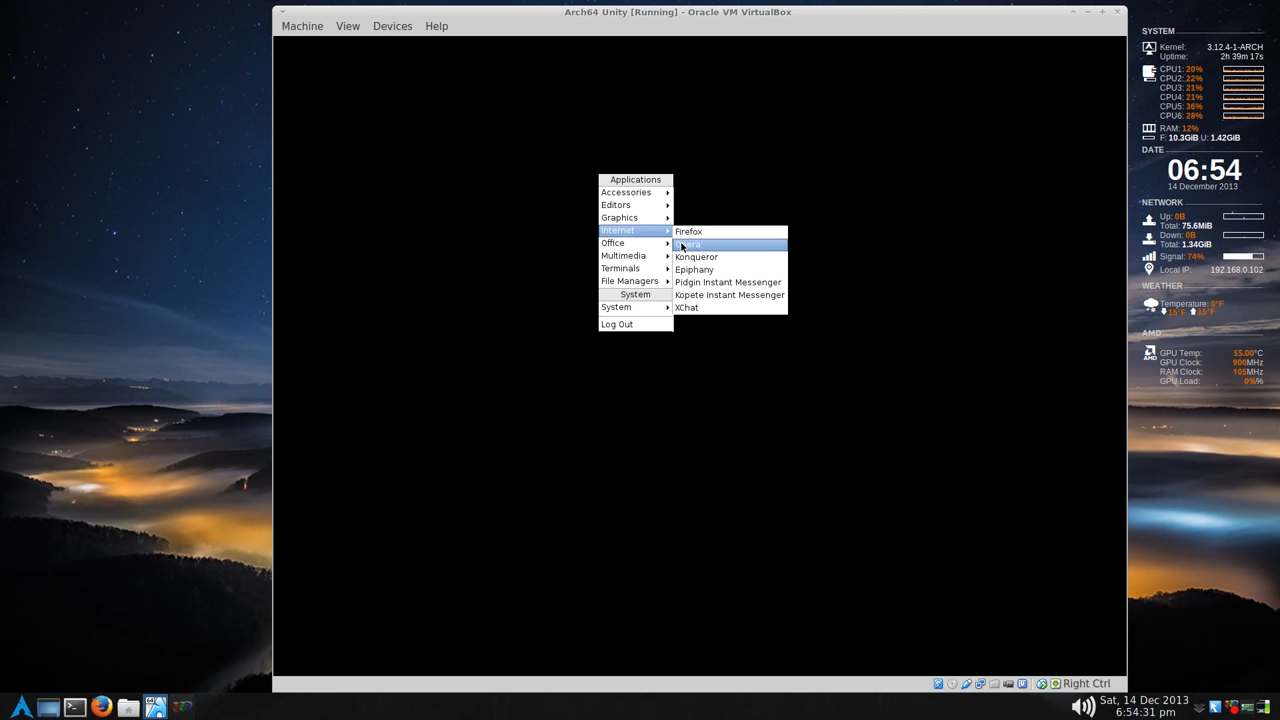 Arch64 Unity [Running] - Oracle VM VirtualBox
Machine View Devices Help
Applications
Accessories
Editors
Graphics
Internet
Office
Multimedia
Terminals
File Managers
System
System
Log Out
Firefox
Opera
Konqueror
Epiphany
Pidgin Instant Messenger
Kopete Instant Messenger
XChat
Right Ctrl
SYSTEM
Kernel: 3.12.4-1-ARCH
Uptime: 2h 39m 17s
CPU1: 20%
CPU2: 22%
CPU3: 21%
CPU4: 21%
CPU5: 36%
CPU6: 28%
RAM: 12%
F: 10.3GiB U: 1.42GiB
DATE
06:54
14 December 2013
NETWORK
Up: 0B
Total: 75.6MiB
Down: 0B
Total: 1.34GiB
Signal: 74%
Local IP: 192.168.0.102
WEATHER
Temperature: 9°F
15°F
AMD
GPU Temp: 55.00°C
GPU Clock: 900MHz
RAM Clock: 105MHz
GPU Load: 0%%
64
Sat, 14 Dec 2013
6:54:31 pm